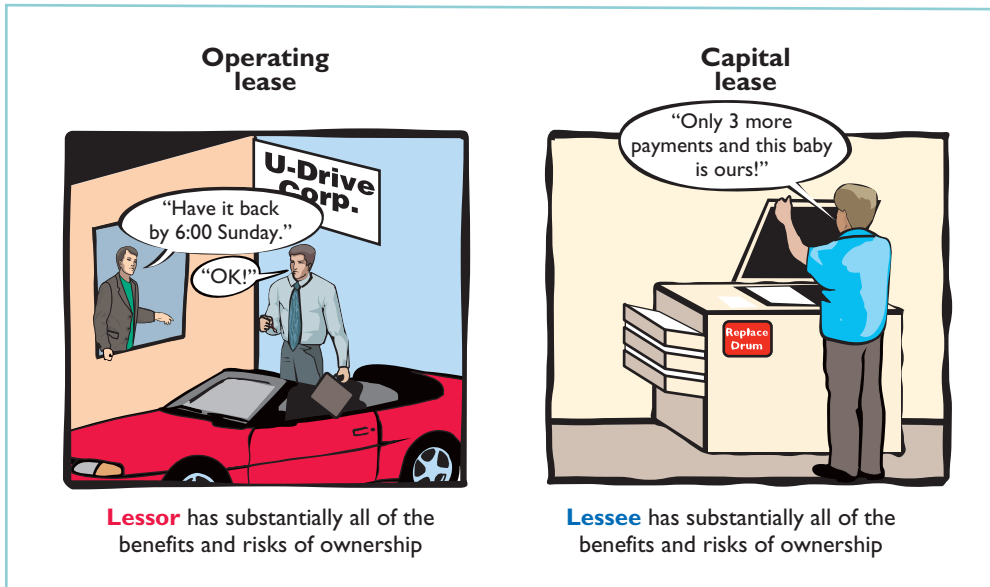 Operating
lease
U-Drive
Corp.
“Have it back
by 6:00 Sunday.”
“OK!”
Lessor has substantially all of the
benefits and risks of ownership
Capital
lease
“Only 3 more
payments and this baby
is ours!”
Replace
Drum
Lessee has substantially all of the
benefits and risks of ownership